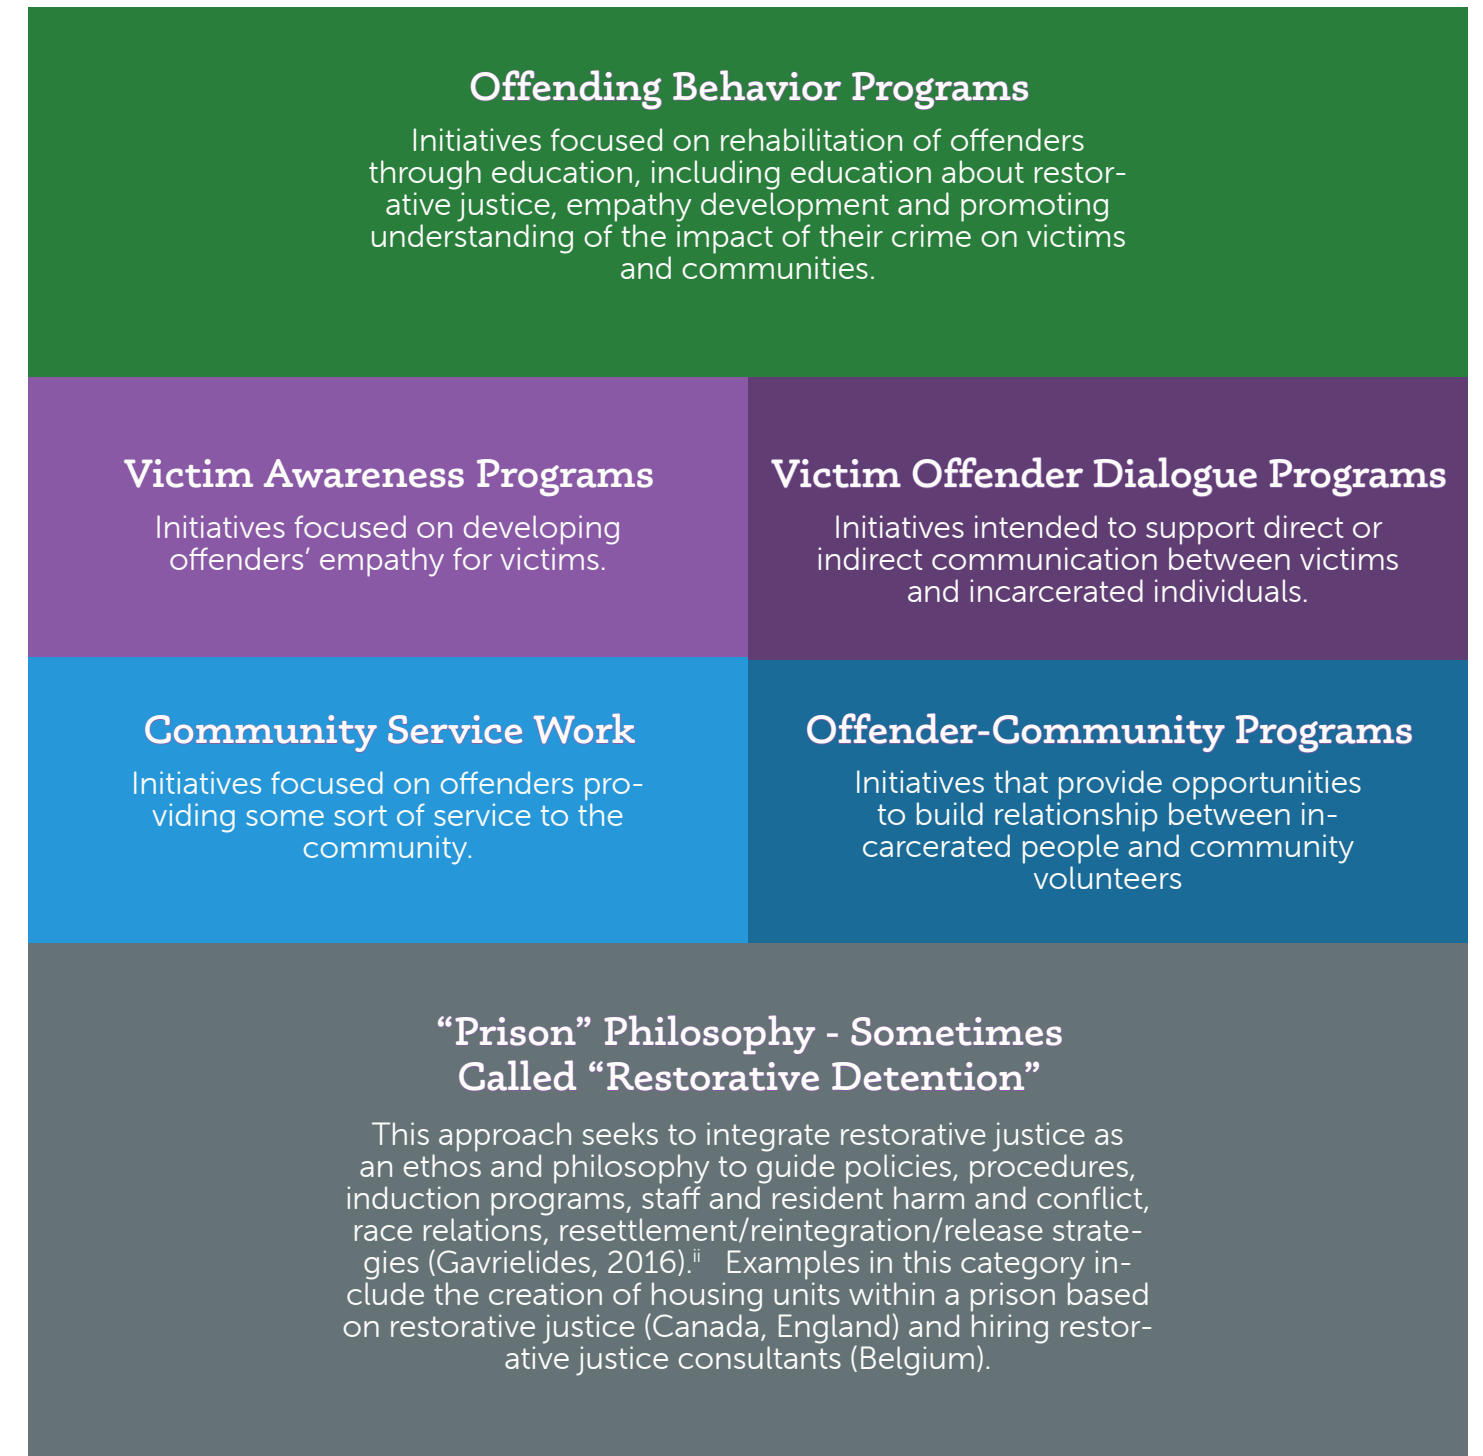 Offending Behavior Programs
Initiatives focused on rehabilitation of offenders
through education, including education about restor-
ative justice, empathy development and promoting
understanding of the impact of their crime on victims
and communities.
Victim Awareness Programs
Initiatives focused on developing
offenders’ empathy for victims.
Victim Offender Dialogue Programs
Initiatives intended to support direct or
indirect communication between victims
and incarcerated individuals.
Community Service Work
Initiatives focused on offenders pro-
viding some sort of service to the
community.
Offender-Community Programs
Initiatives that provide opportunities
to build relationship between in-
carcerated people and community
volunteers
“Prison” Philosophy - Sometimes
Called “Restorative Detention”
This approach seeks to integrate restorative justice as
an ethos and philosophy to guide policies, procedures,
induction programs, staff and resident harm and conflict,
race relations, resettlement/reintegration/release strate-
gies (Gavrielides, 2016).ii Examples in this category in-
clude the creation of housing units within a prison based
on restorative justice (Canada, England) and hiring restor-
ative justice consultants (Belgium).